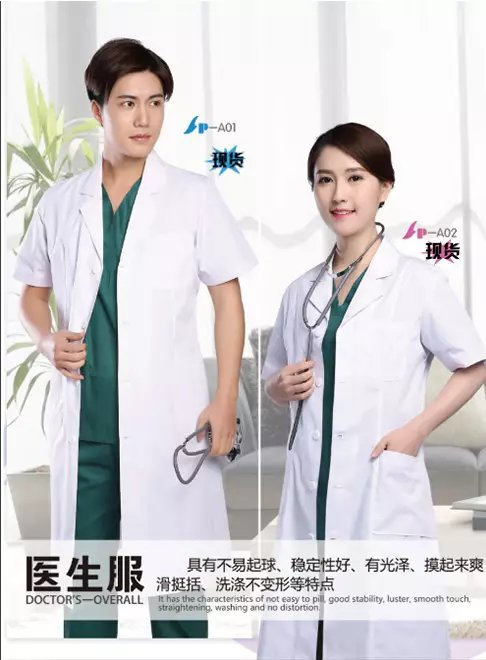 SP—A01
现货
SP—A02
现货
医生服
DOCTOR'S—OVERALL
具有不易起球、稳定性好、有光泽、摸起来爽
滑挺括、洗涤不变形等特点
It has the characteristics of not easy to pill, good stability, luster, smooth touch,
straightening, washing and no distortion.